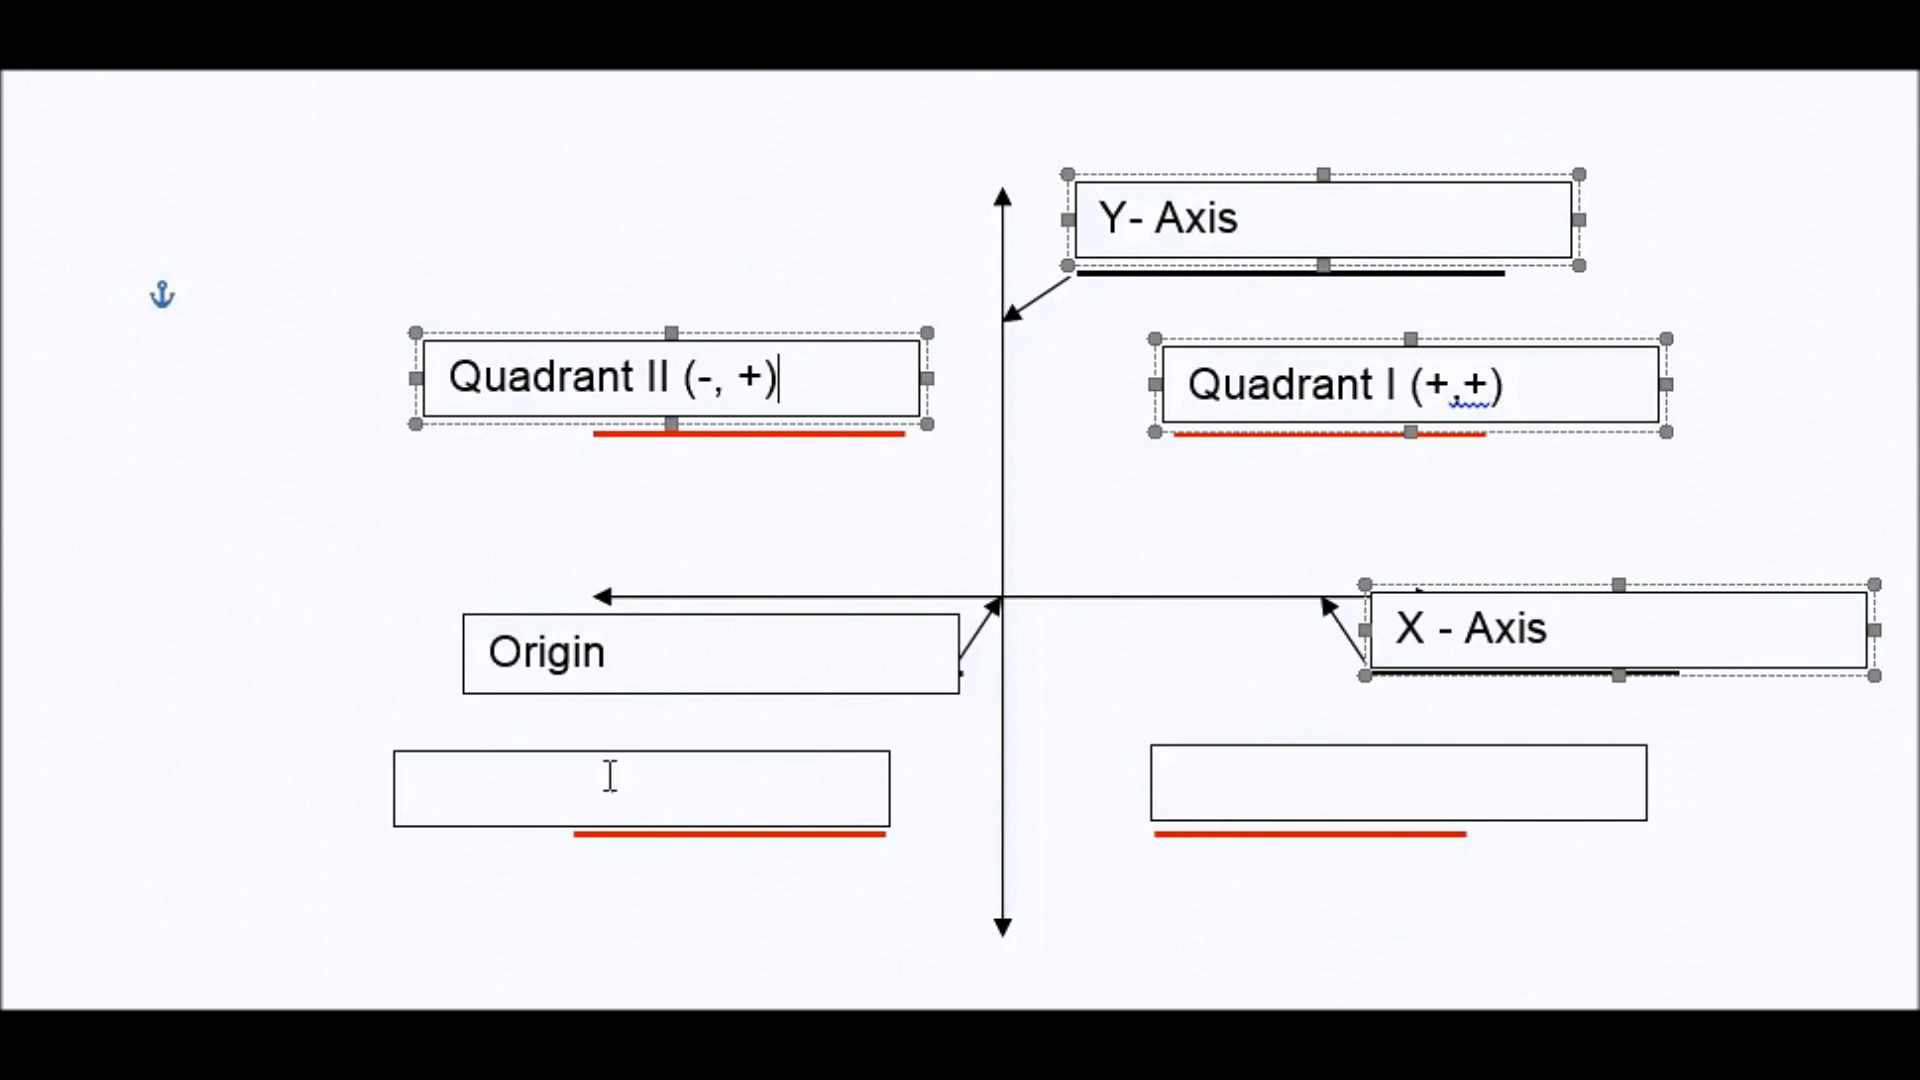 Y- Axis
Quadrant II (-, +)
Quadrant I (+,+)
Origin
X - Axis